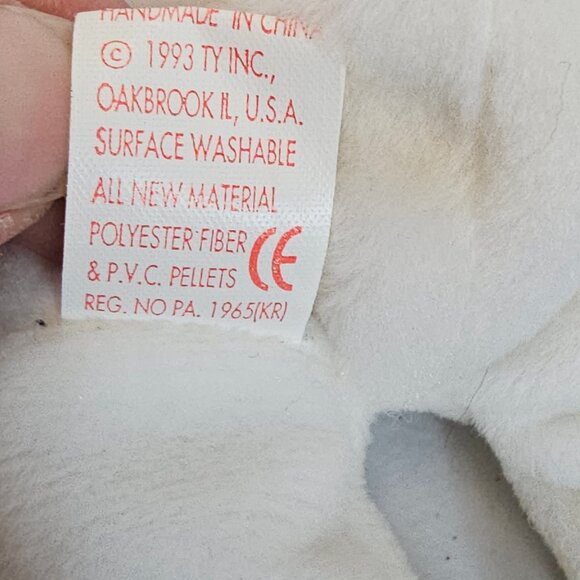 HANDMADE IN CHINA
© 1993 TY INC.,
OAKBROOK IL, U.S.A.
SURFACE WASHABLE
ALL NEW MATERIAL
POLYESTER FIBER
& P.V.C. PELLETS CE
REG. NO PA. 1965(KR)